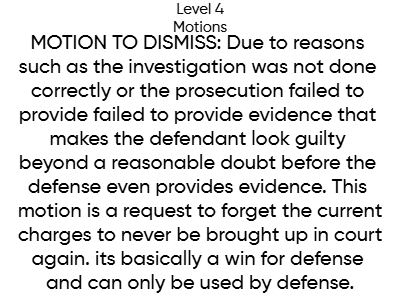 Level 4
Motions
MOTION TO DISMISS: Due to reasons
such as the investigation was not done
correctly or the prosecution failed to
provide failed to provide evidence that
makes the defendant look guilty
beyond a reasonable doubt before the
defense even provides evidence. This
motion is a request to forget the current
charges to never be brought up in court
again. its basically a win for defense
and can only be used by defense.